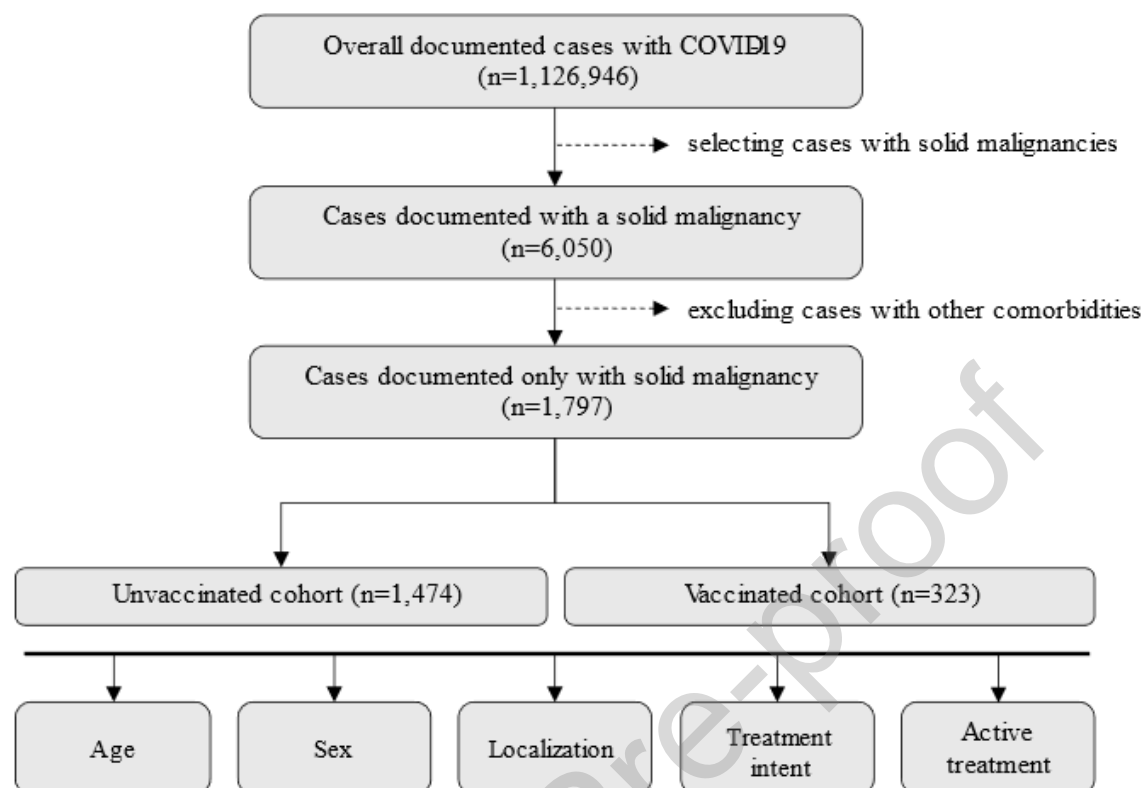 Overall documented cases with COVID19
(n=1,126,946)
selecting cases with solid malignancies
Cases documented with a solid malignancy
(n=6,050)
excluding cases with other comorbidities
Cases documented only with solid malignancy
(n=1,797)
Unvaccinated cohort (n=1,474)
Vaccinated cohort (n=323)
Age
Sex
Localization
Treatment
intent
Active
treatment
re-proof